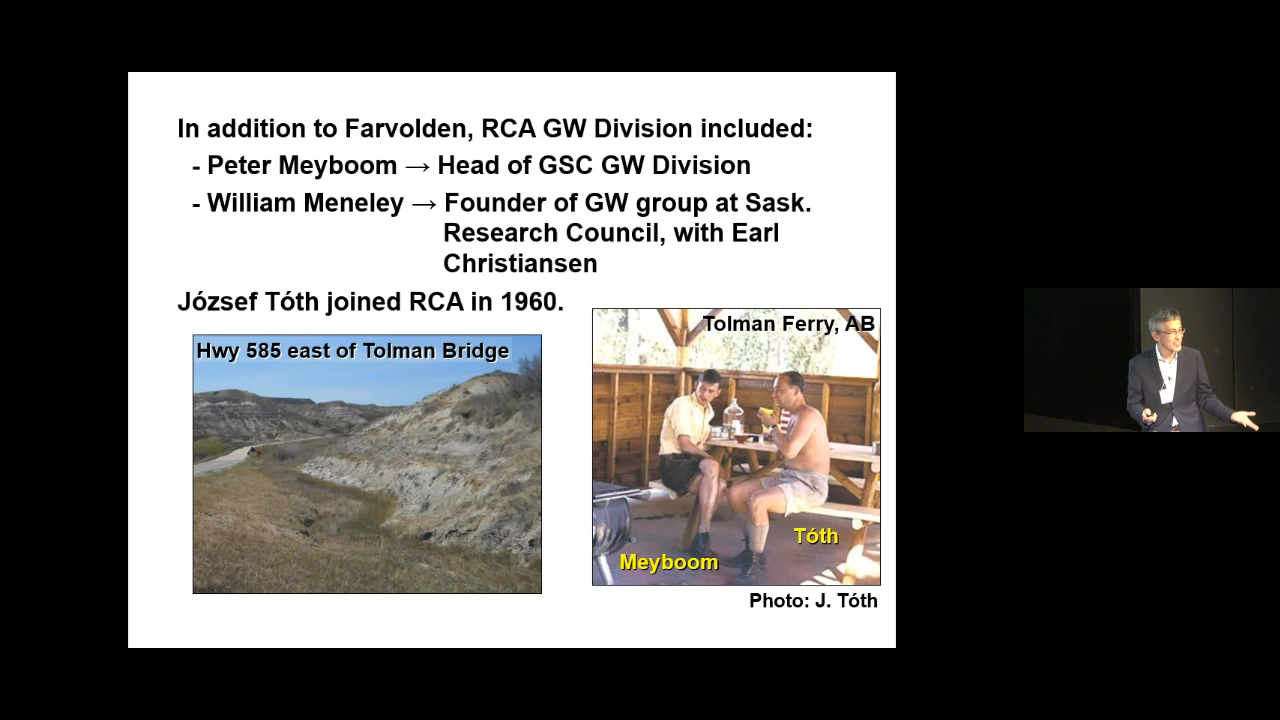 In addition to Farvolden, RCA GW Division included:
- Peter Meyboom → Head of GSC GW Division
- William Meneley → Founder of GW group at Sask.
Research Council, with Earl
Christiansen
József Tóth joined RCA in 1960.
Hwy 585 east of Tolman Bridge
Tolman Ferry, AB
Tóth
Meyboom
Photo: J. Tóth